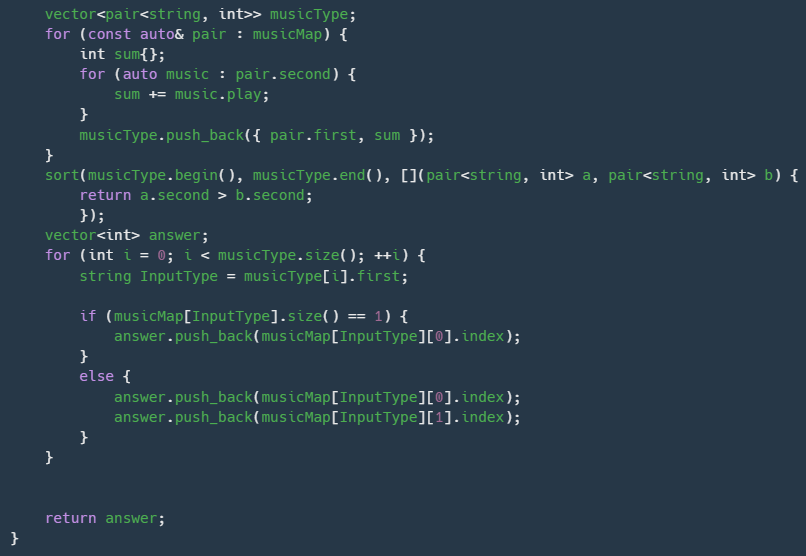 vector<pair<string, int>> musicType;
for (const auto& pair : musicMap) {
int sum{};
for (auto music : pair.second) {
sum += music.play;
}
musicType.push_back({ pair.first, sum });
}
sort(musicType.begin(), musicType.end(), [](pair<string, int> a, pair<string, int> b) {
return a.second > b.second;
});
vector<int> answer;
for (int i = 0; i < musicType.size(); ++i) {
string InputType = musicType[i].first;
if (musicMap[InputType].size() == 1) {
answer.push_back(musicMap[InputType][0].index);
}
else {
answer.push_back(musicMap[InputType][0].index);
answer.push_back(musicMap[InputType][1].index);
}
}
return answer;
}